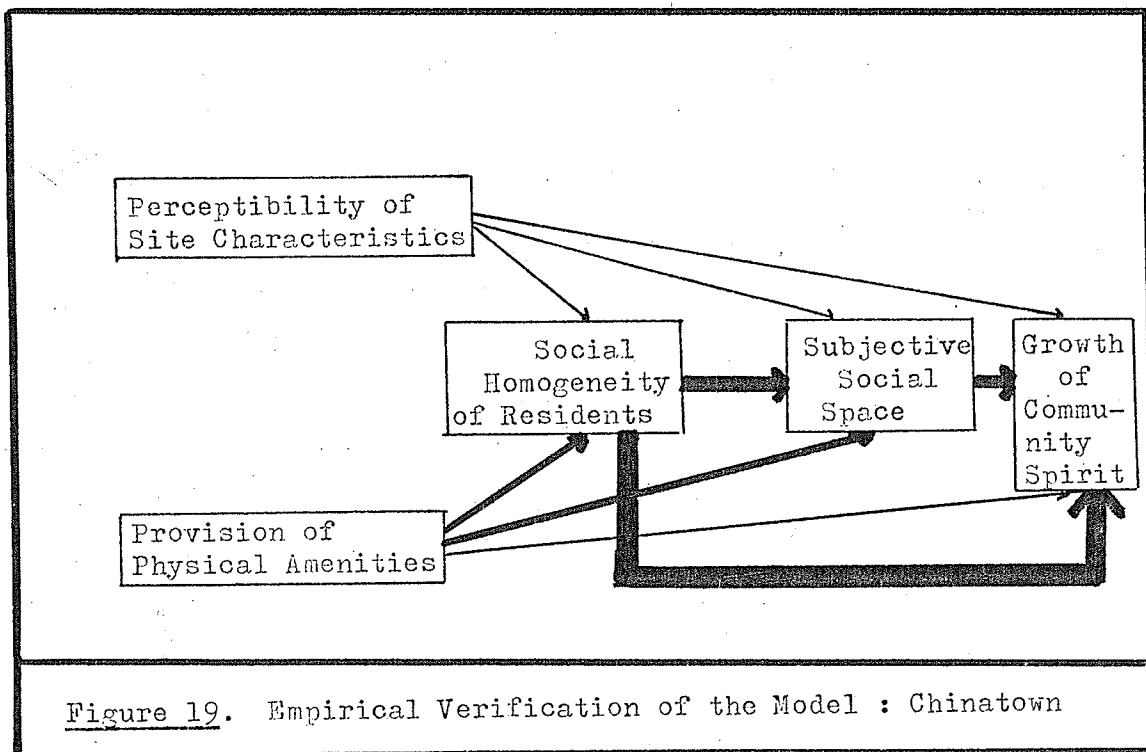 Perceptibility of
Site Characteristics
Social
Homogeneity
of Residents
Subjective
Social
Space
Growth
of
Commu-
nity
Spirit
Provision of
Physical Amenities
Figure 19. Empirical Verification of the Model : Chinatown